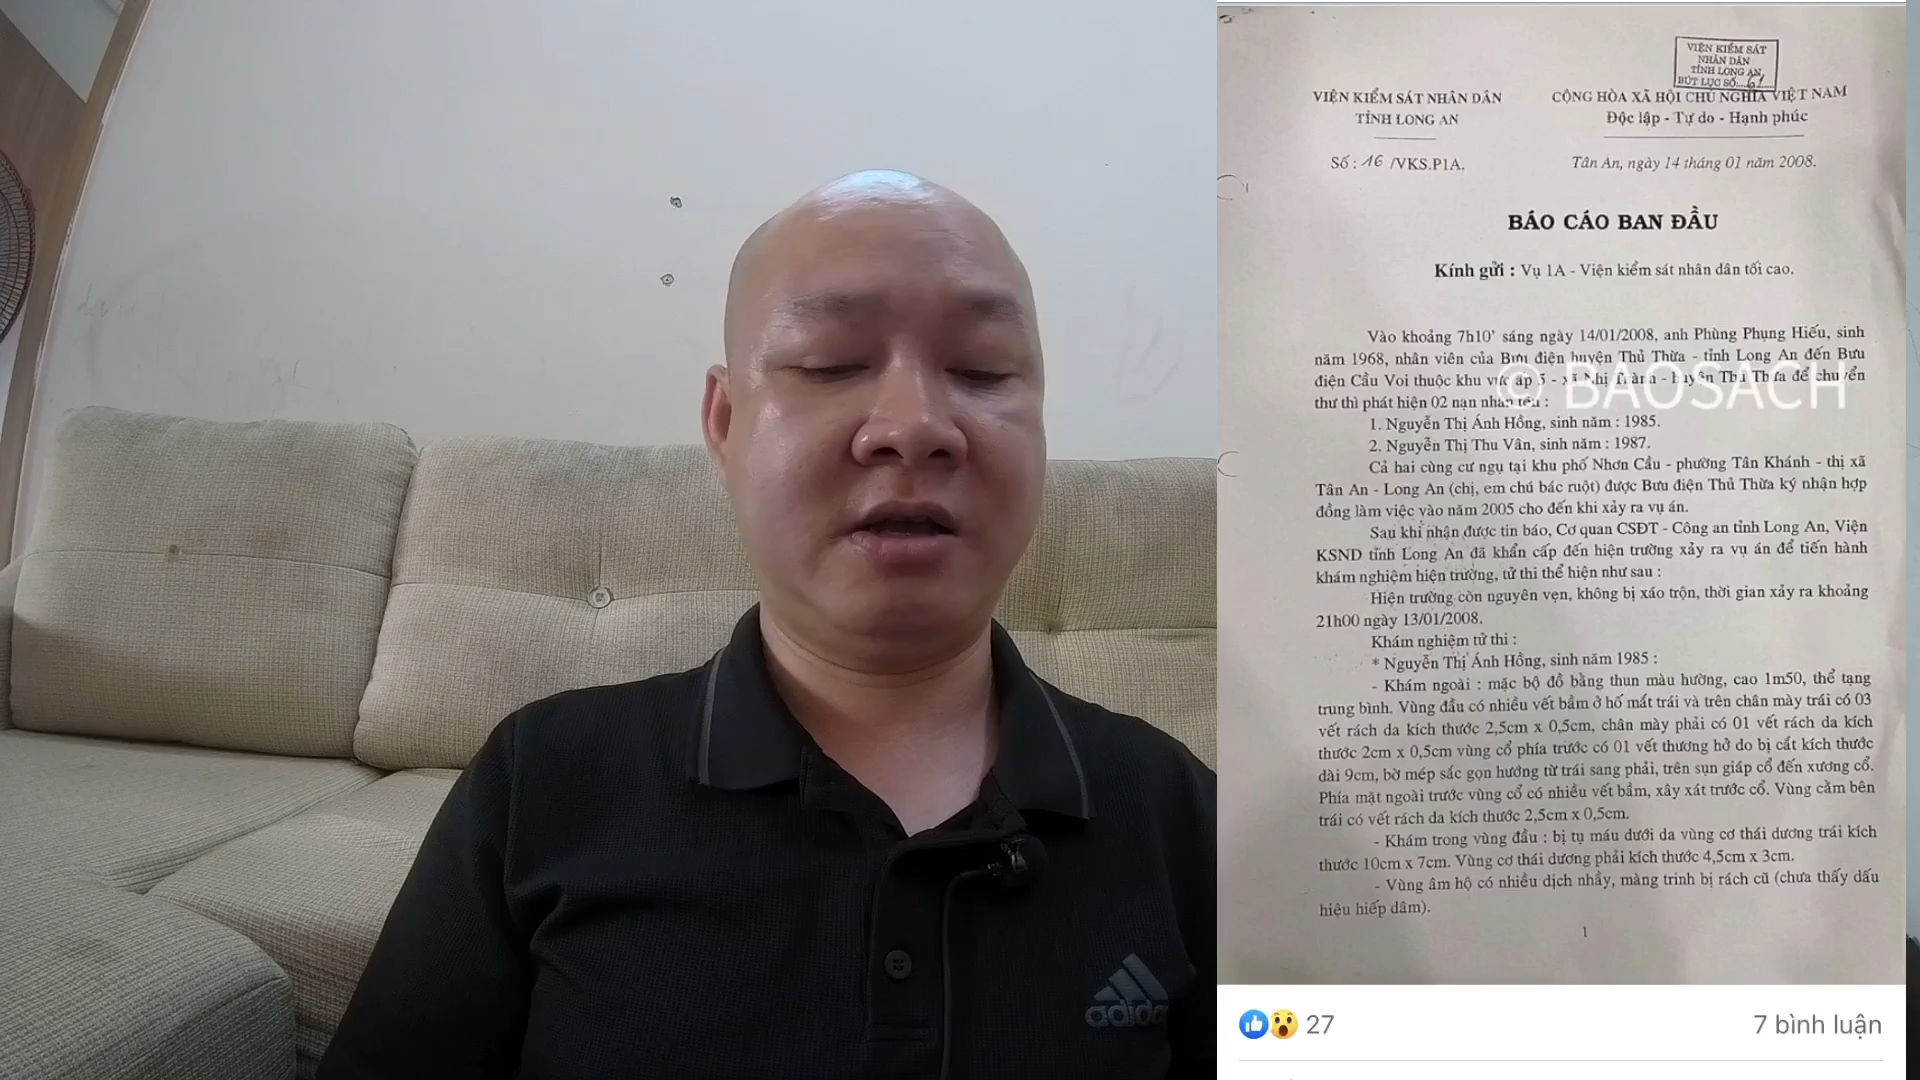 VIỆN KIỂM SÁT
NHÂN DÂN
TỈNH LONG AN
BÚT LỤC SỐ:...61...
VIỆN KIỂM SÁT NHÂN DÂN
TỈNH LONG AN
CỘNG HÒA XÃ HỘI CHỦ NGHĨA VIỆT NAM
Độc lập - Tự do - Hạnh phúc
Số : 16 /VKS.P1A.
Tân An, ngày 14 tháng 01 năm 2008.
BÁO CÁO BAN ĐẦU
Kính gửi : Vụ 1A - Viện kiểm sát nhân dân tối cao.
Vào khoảng 7h10’ sáng ngày 14/01/2008, anh Phùng Phụng Hiếu, sinh
năm 1968, nhân viên của Bưu điện huyện Thủ Thừa - tỉnh Long An đến Bưu
điện Cầu Voi thuộc khu vực ấp 5 - xã Nhị Thành - huyện Thủ Thừa để chuyển
thư thì phát hiện 02 nạn nhân tên :
© BAOSACH
1. Nguyễn Thị Ánh Hồng, sinh năm : 1985.
2. Nguyễn Thị Thu Vân, sinh năm : 1987.
Cả hai cùng cư ngụ tại khu phố Nhơn Cầu - phường Tân Khánh - thị xã
Tân An - Long An (chị, em chú bác ruột) được Bưu điện Thủ Thừa ký nhận hợp
đồng làm việc vào năm 2005 cho đến khi xảy ra vụ án.
Sau khi nhận được tin báo, Cơ quan CSĐT - Công an tỉnh Long An, Viện
KSND tỉnh Long An đã khẩn cấp đến hiện trường xảy ra vụ án để tiến hành
khám nghiệm hiện trường, tử thi thể hiện như sau :
Hiện trường còn nguyên vẹn, không bị xáo trộn, thời gian xảy ra khoảng
21h00 ngày 13/01/2008.
Khám nghiệm tử thi :
* Nguyễn Thị Ánh Hồng, sinh năm 1985 :
- Khám ngoài : mặc bộ đồ bằng thun màu hường, cao 1m50, thể tạng
trung bình. Vùng đầu có nhiều vết bầm ở hố mắt trái và trên chân mày trái có 03
vết rách da kích thước 2,5cm x 0,5cm, chân mày phải có 01 vết rách da kích
thước 2cm x 0,5cm vùng cổ phía trước có 01 vết thương hở do bị cắt kích thước
dài 9cm, bờ mép sắc gọn hướng từ trái sang phải, trên sụn giáp cổ đến xương cổ.
Phía mặt ngoài trước vùng cổ có nhiều vết bầm, xây xát trước cổ. Vùng cằm bên
trái có vết rách da kích thước 2,5cm x 0,5cm.
- Khám trong vùng đầu : bị tụ máu dưới da vùng cơ thái dương trái kích
thước 10cm x 7cm. Vùng cơ thái dương phải kích thước 4,5cm x 3cm.
- Vùng âm hộ có nhiều dịch nhầy, màng trinh bị rách cũ (chưa thấy dấu
hiệu hiếp dâm).
1
27
7 bình luận
adidas